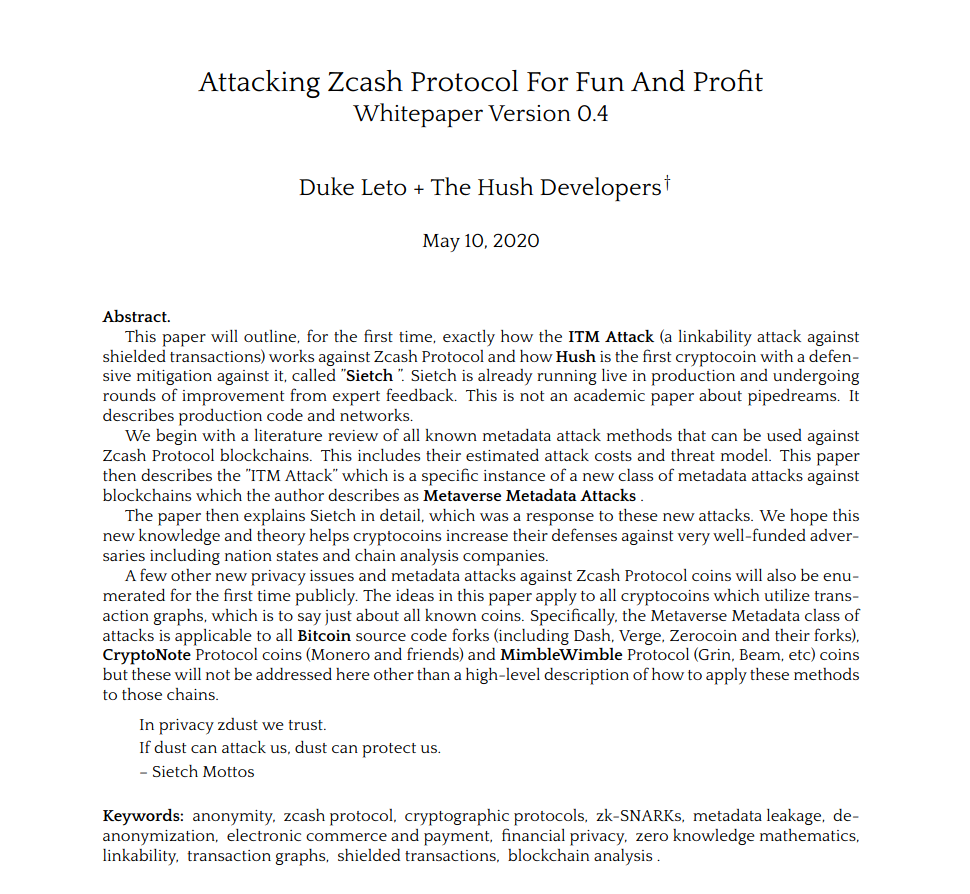 Attacking Zcash Protocol For Fun And Profit
Whitepaper Version 0.4
Duke Leto + The Hush Developers†
May 10, 2020
Abstract.
This paper will outline, for the first time, exactly how the ITM Attack (a linkability attack against
shielded transactions) works against Zcash Protocol and how Hush is the first cryptocoin with a defen-
sive mitigation against it, called "Sietch ". Sietch is already running live in production and undergoing
rounds of improvement from expert feedback. This is not an academic paper about pipedreams. It
describes production code and networks.
We begin with a literature review of all known metadata attack methods that can be used against
Zcash Protocol blockchains. This includes their estimated attack costs and threat model. This paper
then describes the "ITM Attack" which is a specific instance of a new class of metadata attacks against
blockchains which the author describes as Metaverse Metadata Attacks .
The paper then explains Sietch in detail, which was a response to these new attacks. We hope this
new knowledge and theory helps cryptocoins increase their defenses against very well-funded adver-
saries including nation states and chain analysis companies.
A few other new privacy issues and metadata attacks against Zcash Protocol coins will also be enu-
merated for the first time publicly. The ideas in this paper apply to all cryptocoins which utilize trans-
action graphs, which is to say just about all known coins. Specifically, the Metaverse Metadata class of
attacks is applicable to all Bitcoin source code forks (including Dash, Verge, Zerocoin and their forks),
CryptoNote Protocol coins (Monero and friends) and MimbleWimble Protocol (Grin, Beam, etc) coins
but these will not be addressed here other than a high-level description of how to apply these methods
to those chains.
In privacy zdust we trust.
If dust can attack us, dust can protect us.
– Sietch Mottos
Keywords: anonymity, zcash protocol, cryptographic protocols, zk-SNARKs, metadata leakage, de-
anonymization, electronic commerce and payment, financial privacy, zero knowledge mathematics,
linkability, transaction graphs, shielded transactions, blockchain analysis .